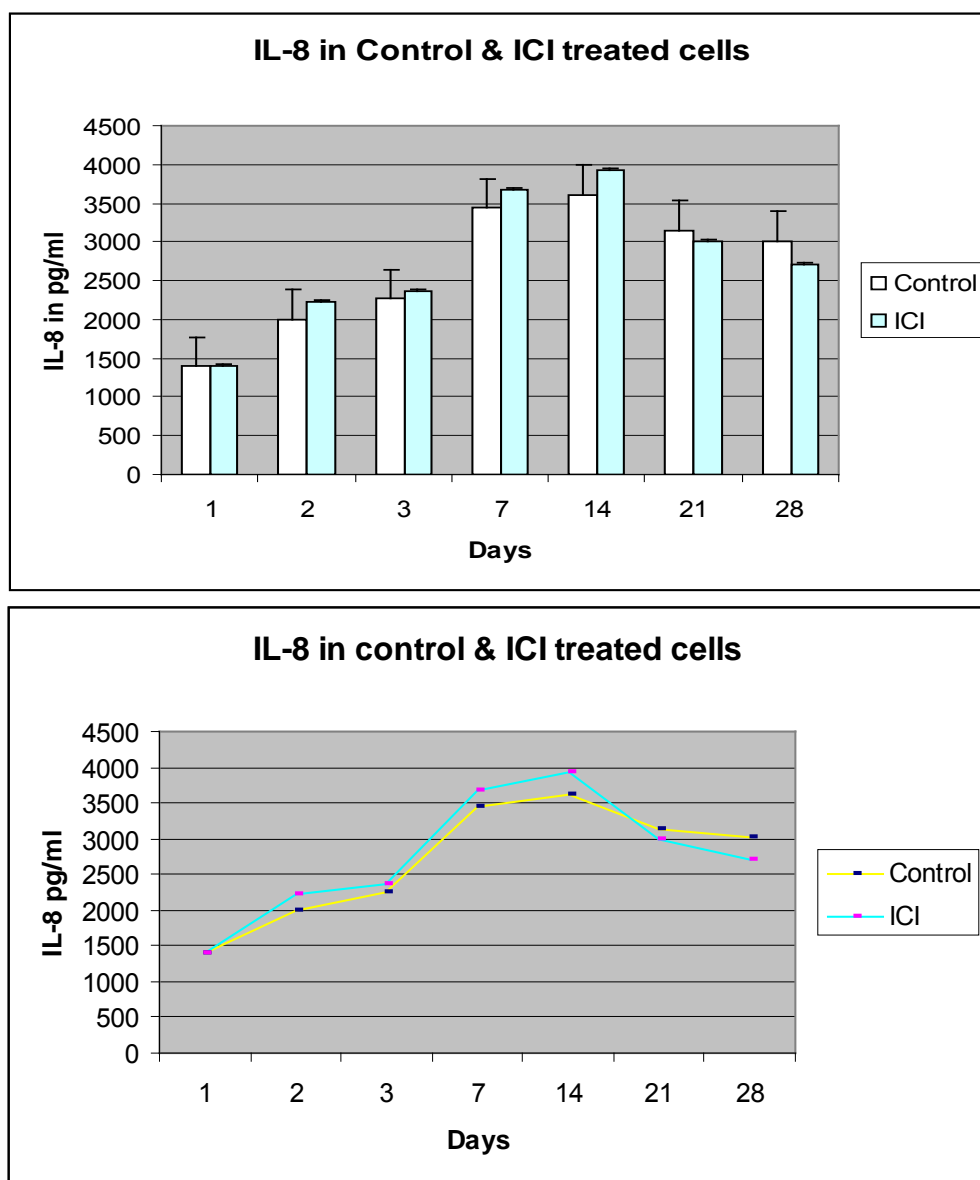 IL-8 in Control & ICI treated cells
IL-8 in pg/ml
4500
4000
3500
3000
2500
2000
1500
1000
500
0
1 2 3 7 14 21 28
Days
Control
ICI
IL-8 in control & ICI treated cells
IL-8 pg/ml
4500
4000
3500
3000
2500
2000
1500
1000
500
0
1 2 3 7 14 21 28
Days
Control
ICI